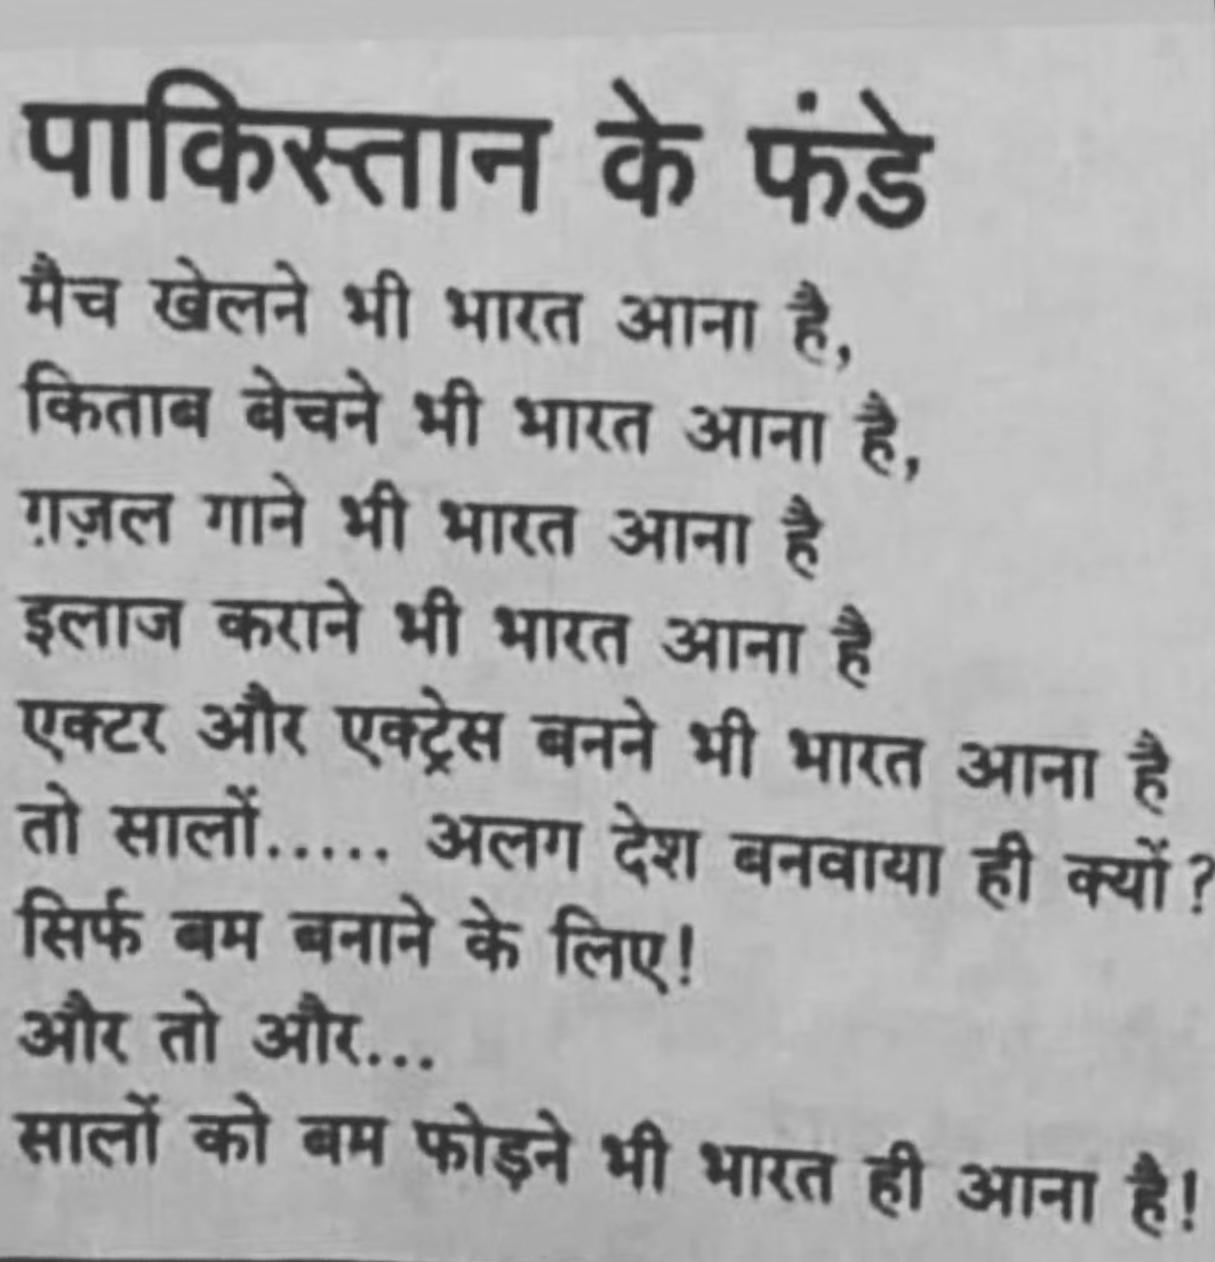 पाकिस्तान के फंडे
मैच खेलने भी भारत आना है,
किताब बेचने भी भारत आना है,
ग़ज़ल गाने भी भारत आना है
इलाज कराने भी भारत आना है
एक्टर और एक्ट्रेस बनने भी भारत आना है
तो सालों..... अलग देश बनवाया ही क्यों?
सिर्फ बम बनाने के लिए!
और तो और...
सालों को बम फोड़ने भी भारत ही आना है!